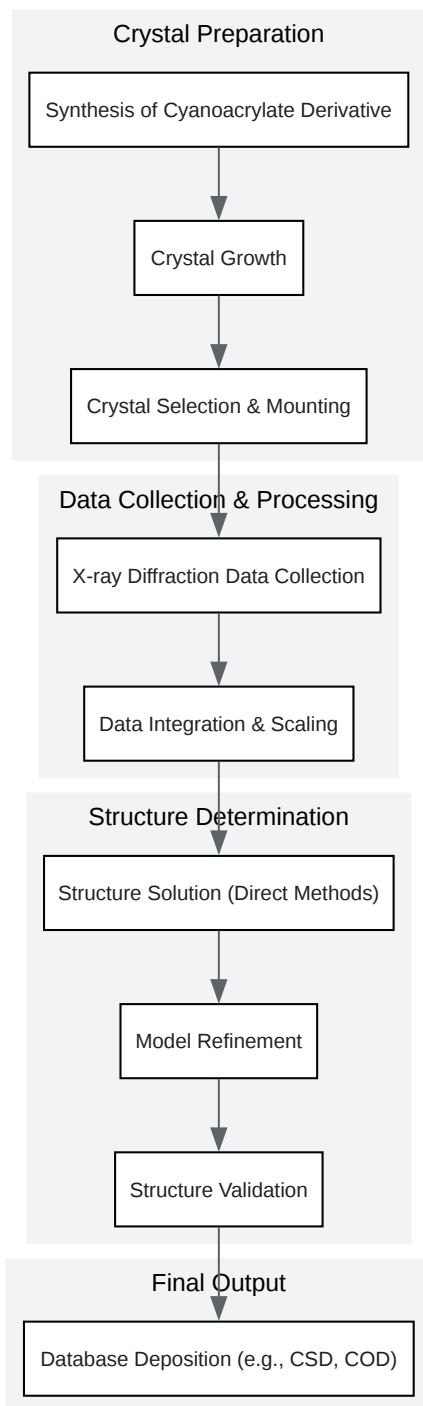 Crystal Preparation
Synthesis of Cyanoacrylate Derivative
Crystal Growth
Crystal Selection & Mounting
Data Collection & Processing
X-ray Diffraction Data Collection
Data Integration & Scaling
Structure Determination
Structure Solution (Direct Methods)
Model Refinement
Structure Validation
Final Output
Database Deposition (e.g., CSD, COD)